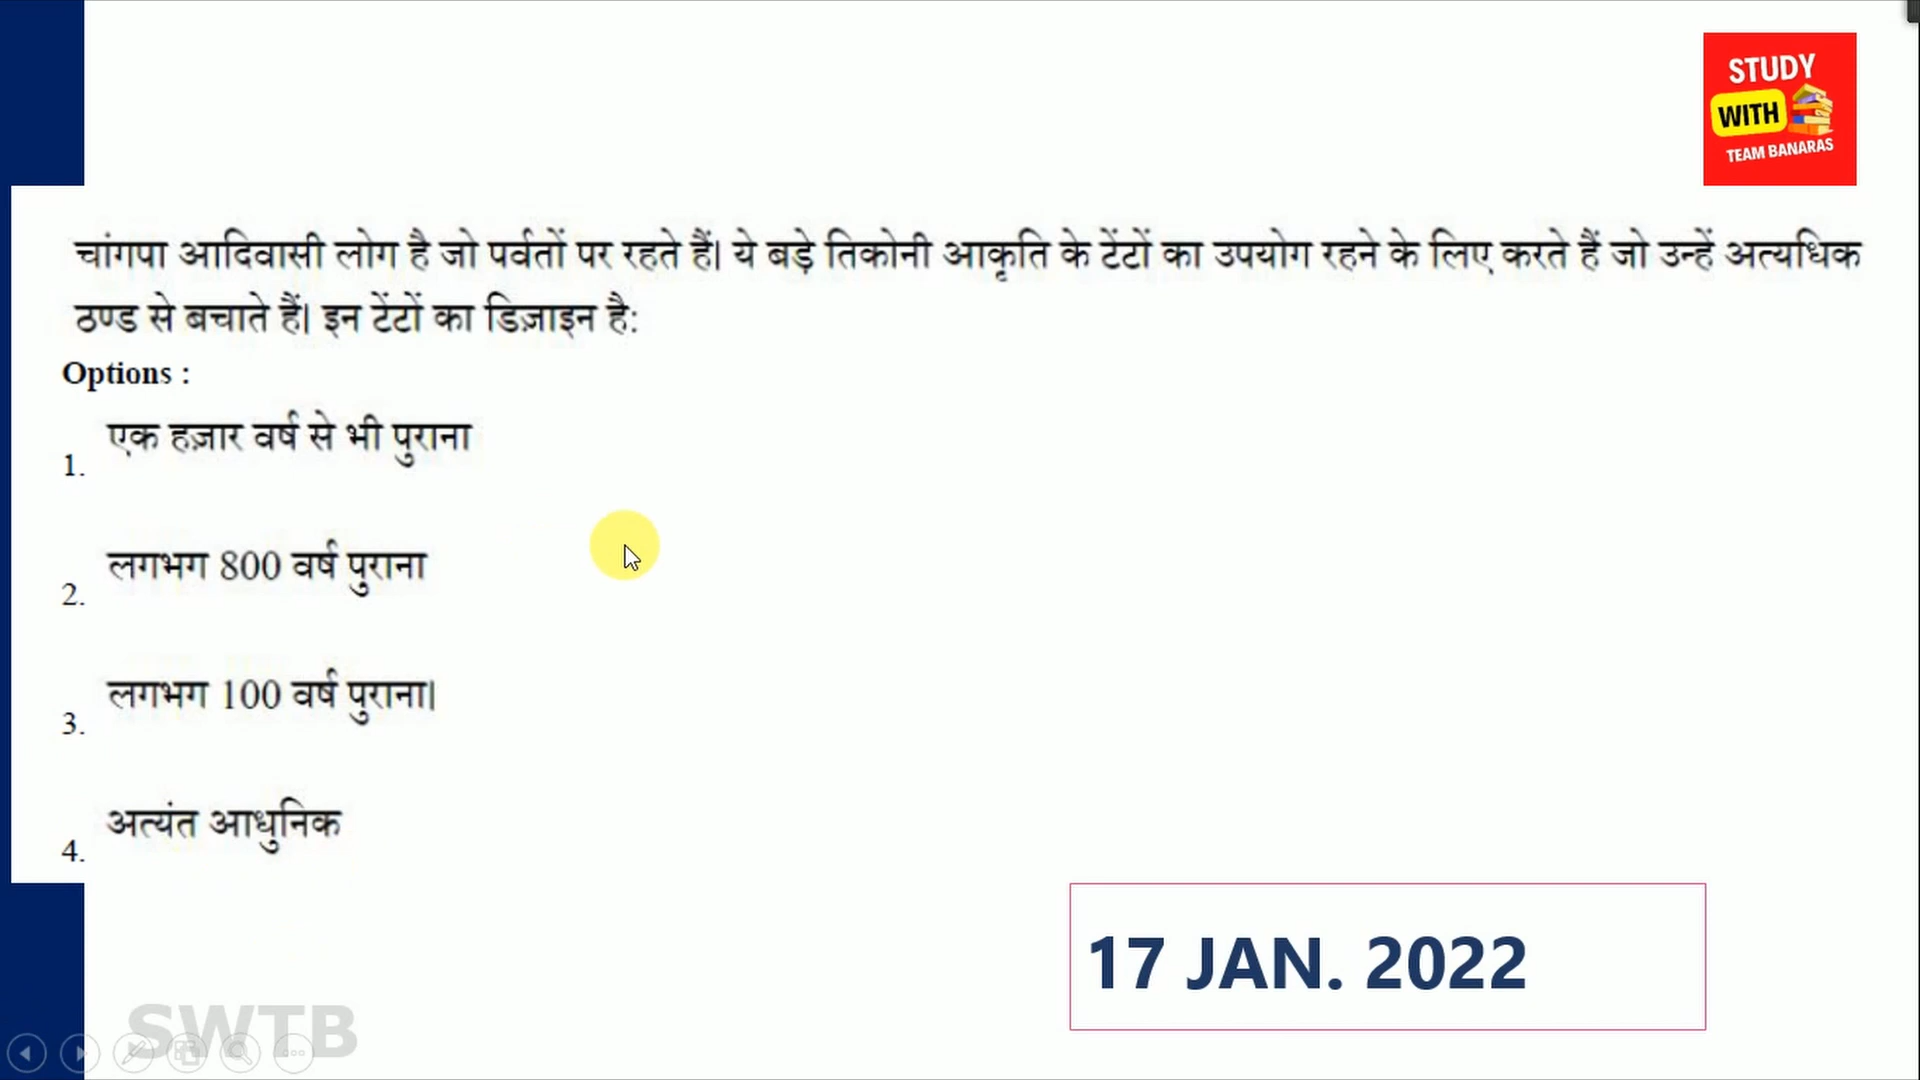 STUDY
WITH
TEAM BANARAS
चांगपा आदिवासी लोग है जो पर्वतों पर रहते हैं। ये बड़े तिकोनी आकृति के टेंटों का उपयोग रहने के लिए करते हैं जो उन्हें अत्यधिक
ठण्ड से बचाते हैं। इन टेंटों का डिज़ाइन है:
Options :
1. एक हज़ार वर्ष से भी पुराना
2. लगभग 800 वर्ष पुराना
3. लगभग 100 वर्ष पुराना।
4. अत्यंत आधुनिक
17 JAN. 2022
SWTB